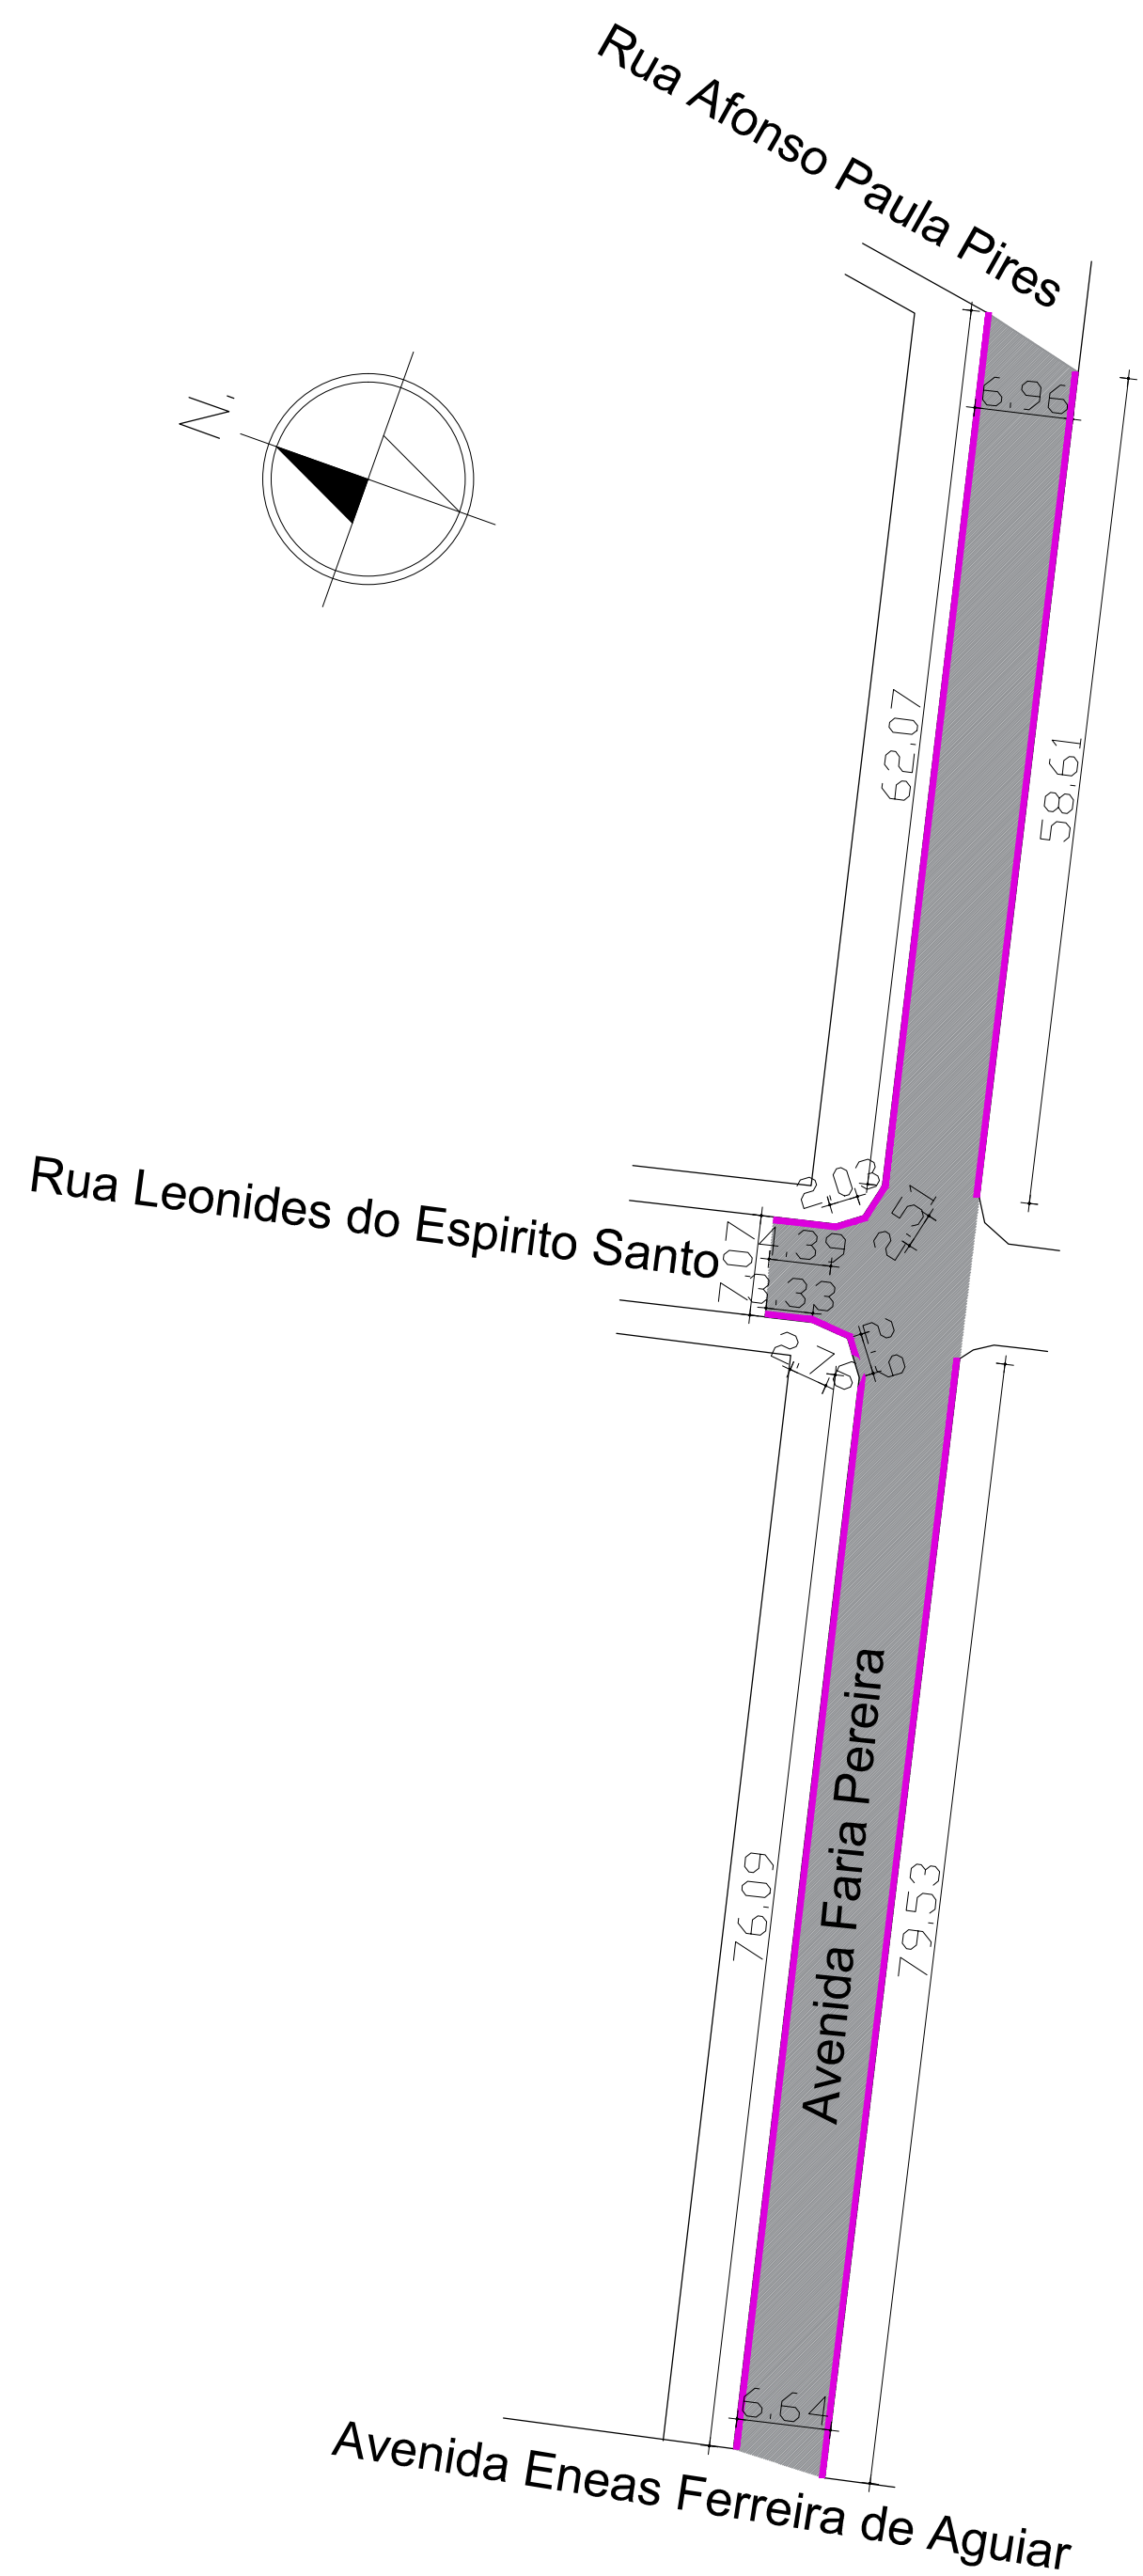 Rua Afonso Paula Pires
N.
6.96
62.07
58.61
2.03
Rua Leonides do Espirito Santo
7.07
4.39
2.51
3.33
2.76
79.53
76.09
Avenida Faria Pereira
6.64
Avenida Eneas Ferreira de Aguiar